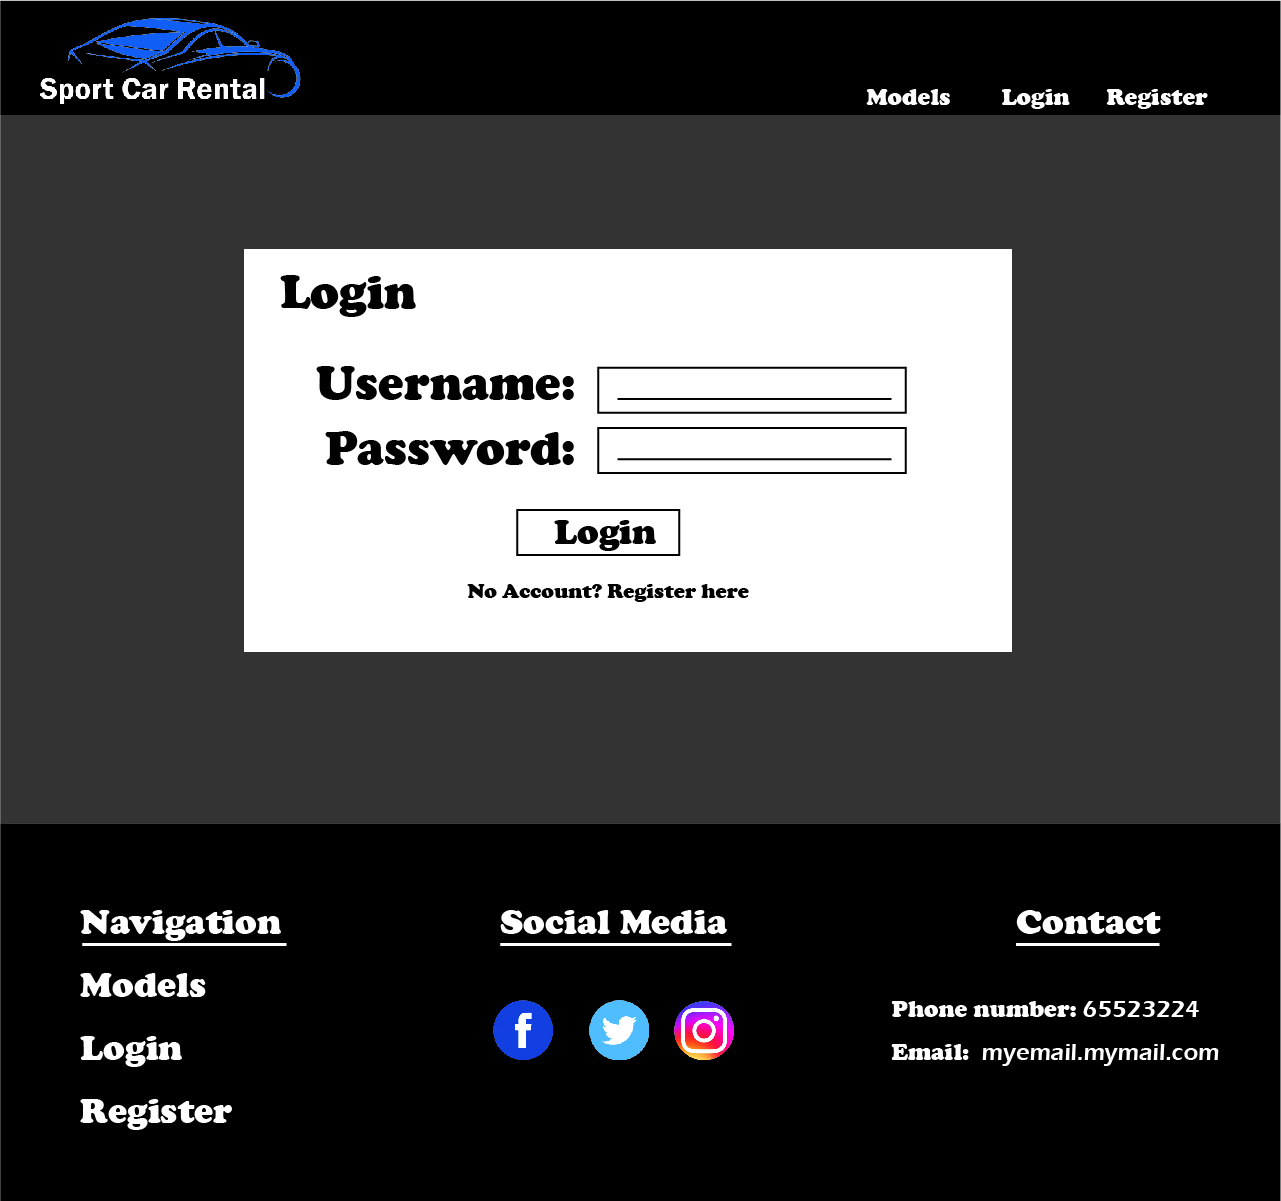 Sport Car Rental
Models Login Register
Login
Username:
Password:
Login
No Account? Register here
Navigation
Models
Login
Register
Social Media
Contact
Phone number: 65523224
Email: myemail.mymail.com